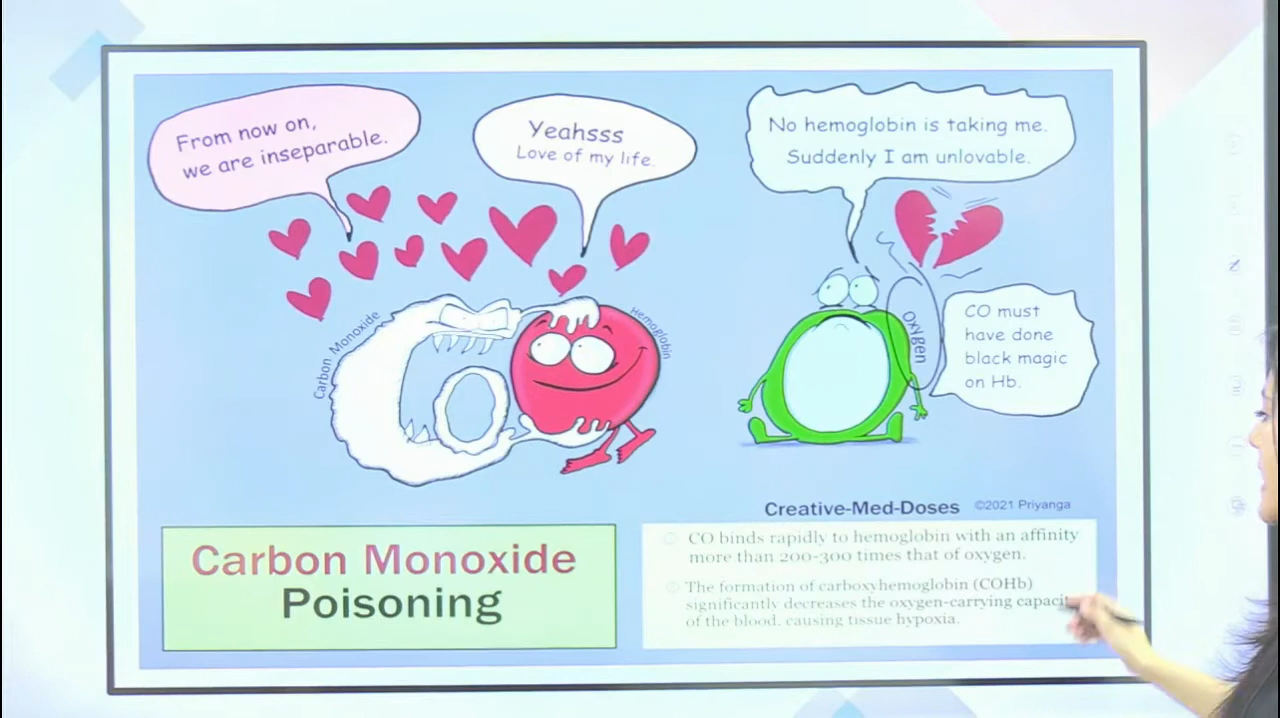 From now on,
we are inseparable.
Yeahsss
Love of my life.
No hemoglobin is taking me.
Suddenly I am unlovable.
Carbon Monoxide
Hemoglobin
Oxygen
CO must
have done
black magic
on Hb.
Creative-Med-Doses ©2021 Priyanga
Carbon Monoxide
Poisoning
CO binds rapidly to hemoglobin with an affinity
more than 200-300 times that of oxygen.
The formation of carboxyhemoglobin (COHb)
significantly decreases the oxygen-carrying
of the blood, causing tissue hypoxia.